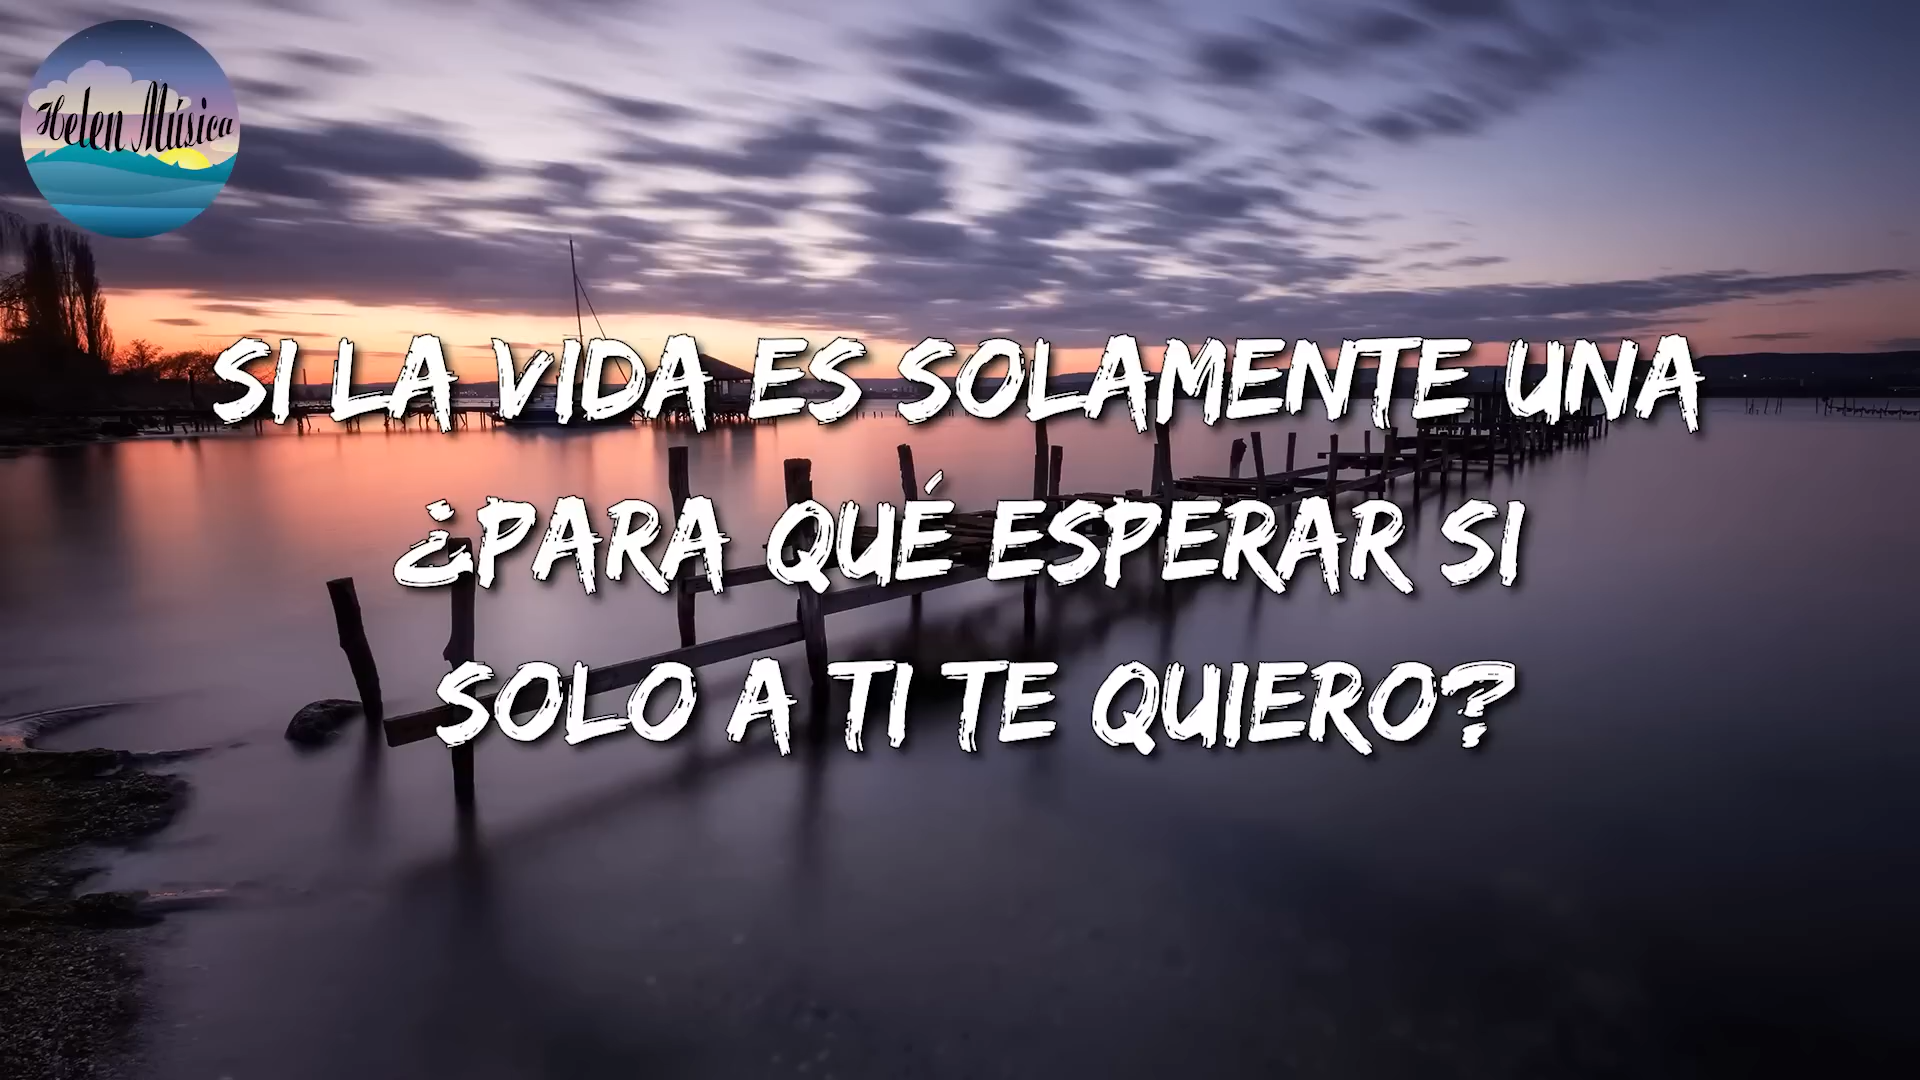 Helen Música
SI LA VIDA ES SOLAMENTE UNA
¿PARA QUÉ ESPERAR SI
SOLO A TI TE QUIERO?